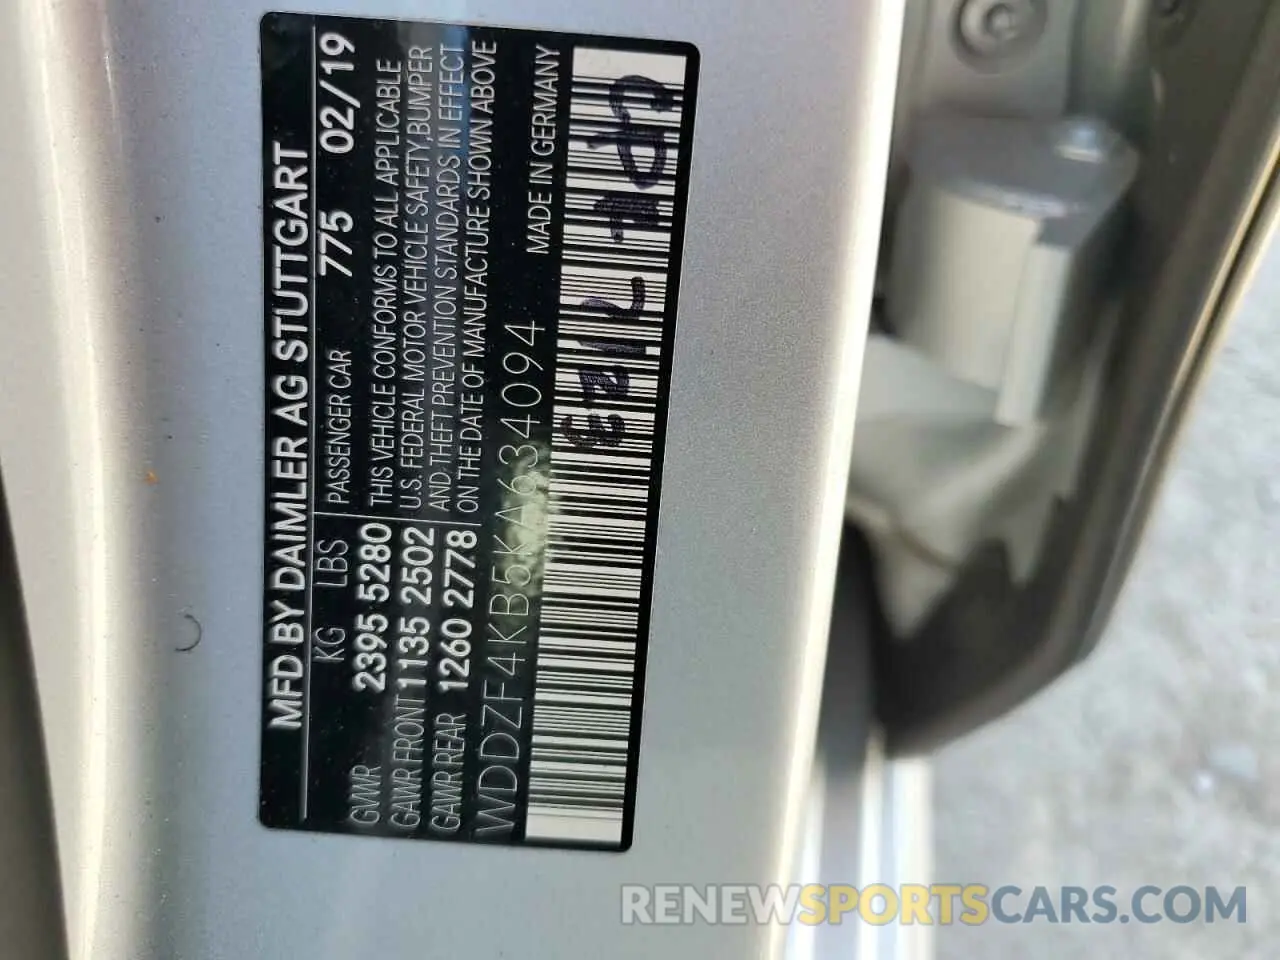 MFD BY DAIMLER AG STUTTGART
KG LBS PASSENGER CAR 775 02/19
GVWR 2395 5280 THIS VEHICLE CONFORMS TO ALL APPLICABLE
GAWR FRONT 1135 2502 U.S. FEDERAL MOTOR VEHICLE SAFETY, BUMPER
AND THEFT PREVENTION STANDARDS IN EFFECT
GAWR REAR 1260 2778 ON THE DATE OF MANUFACTURE SHOWN ABOVE
WDDZF4KB5KA634094 MADE IN GERMANY
RENEWSPORTSCARS.COM